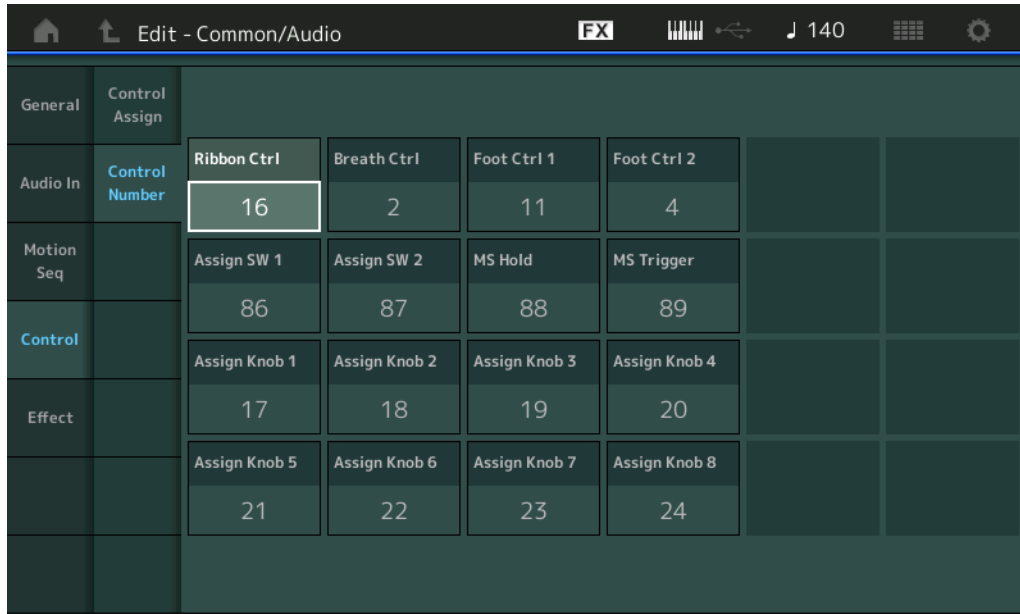 Edit - Common/Audio
FX
♩ 140
General
Control
Assign
Audio In
Control
Number
Motion
Seq
Control
Effect
Ribbon Ctrl Breath Ctrl Foot Ctrl 1 Foot Ctrl 2
16 2 11 4
Assign SW 1 Assign SW 2 MS Hold MS Trigger
86 87 88 89
Assign Knob 1 Assign Knob 2 Assign Knob 3 Assign Knob 4
17 18 19 20
Assign Knob 5 Assign Knob 6 Assign Knob 7 Assign Knob 8
21 22 23 24